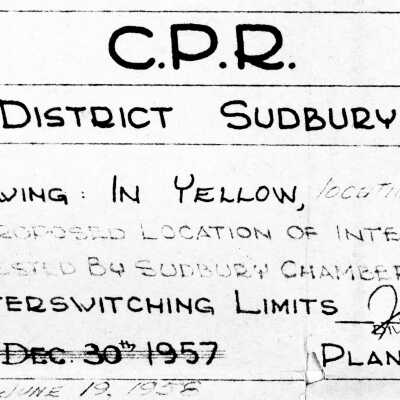 C.P.R.
DISTRICT SUDBURY
WING: IN YELLOW,
ROPOSED LOCATION OF INTE
ESTED BY SUDBURY CHAMBER
TERSWITCHING LIMITS
DEC. 30th 1957 PLAN
JUNE 19, 1958